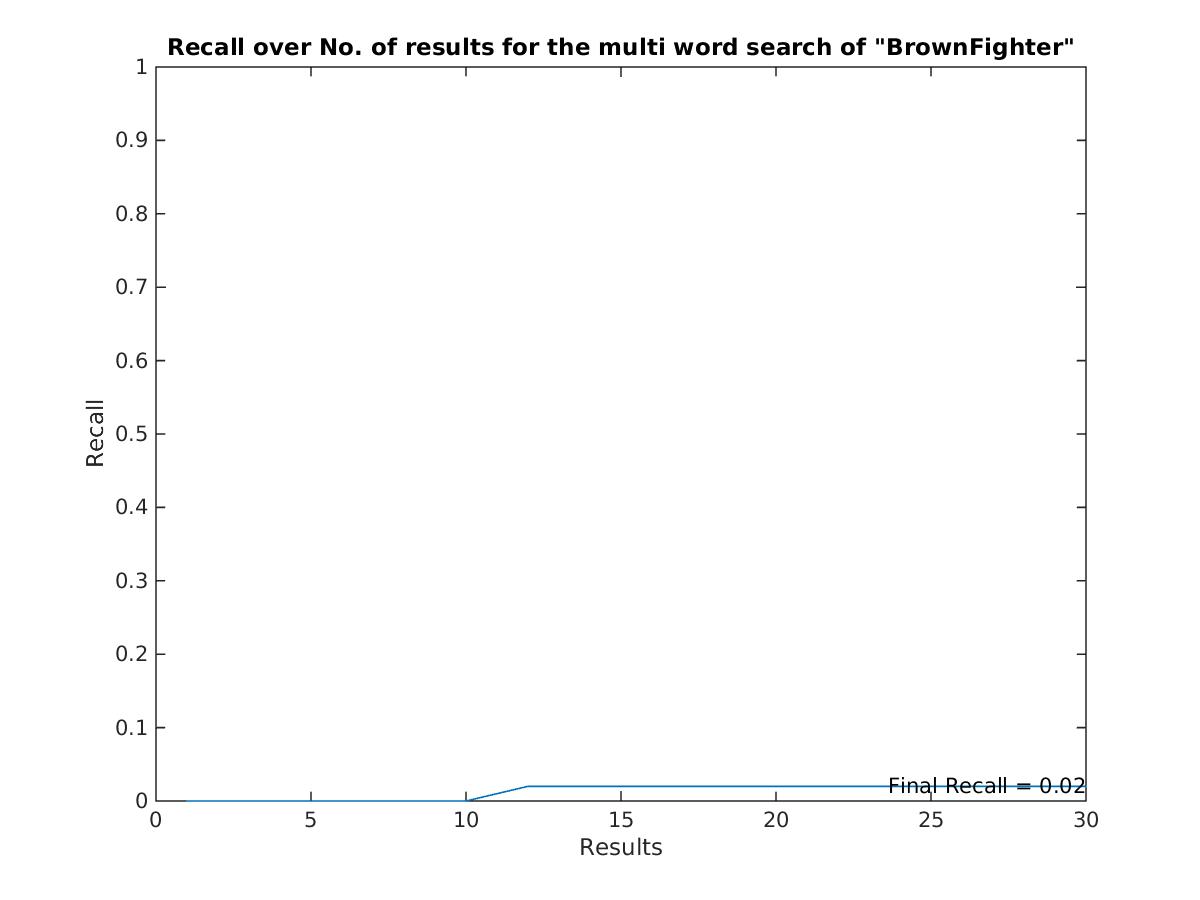 Recall over No. of results for the multi word search of "BrownFighter"
1
0.9
0.8
0.7
0.6
0.5
0.4
0.3
0.2
0.1
0
Recall
Final Recall = 0.02
0 5 10 15 20 25 30
Results